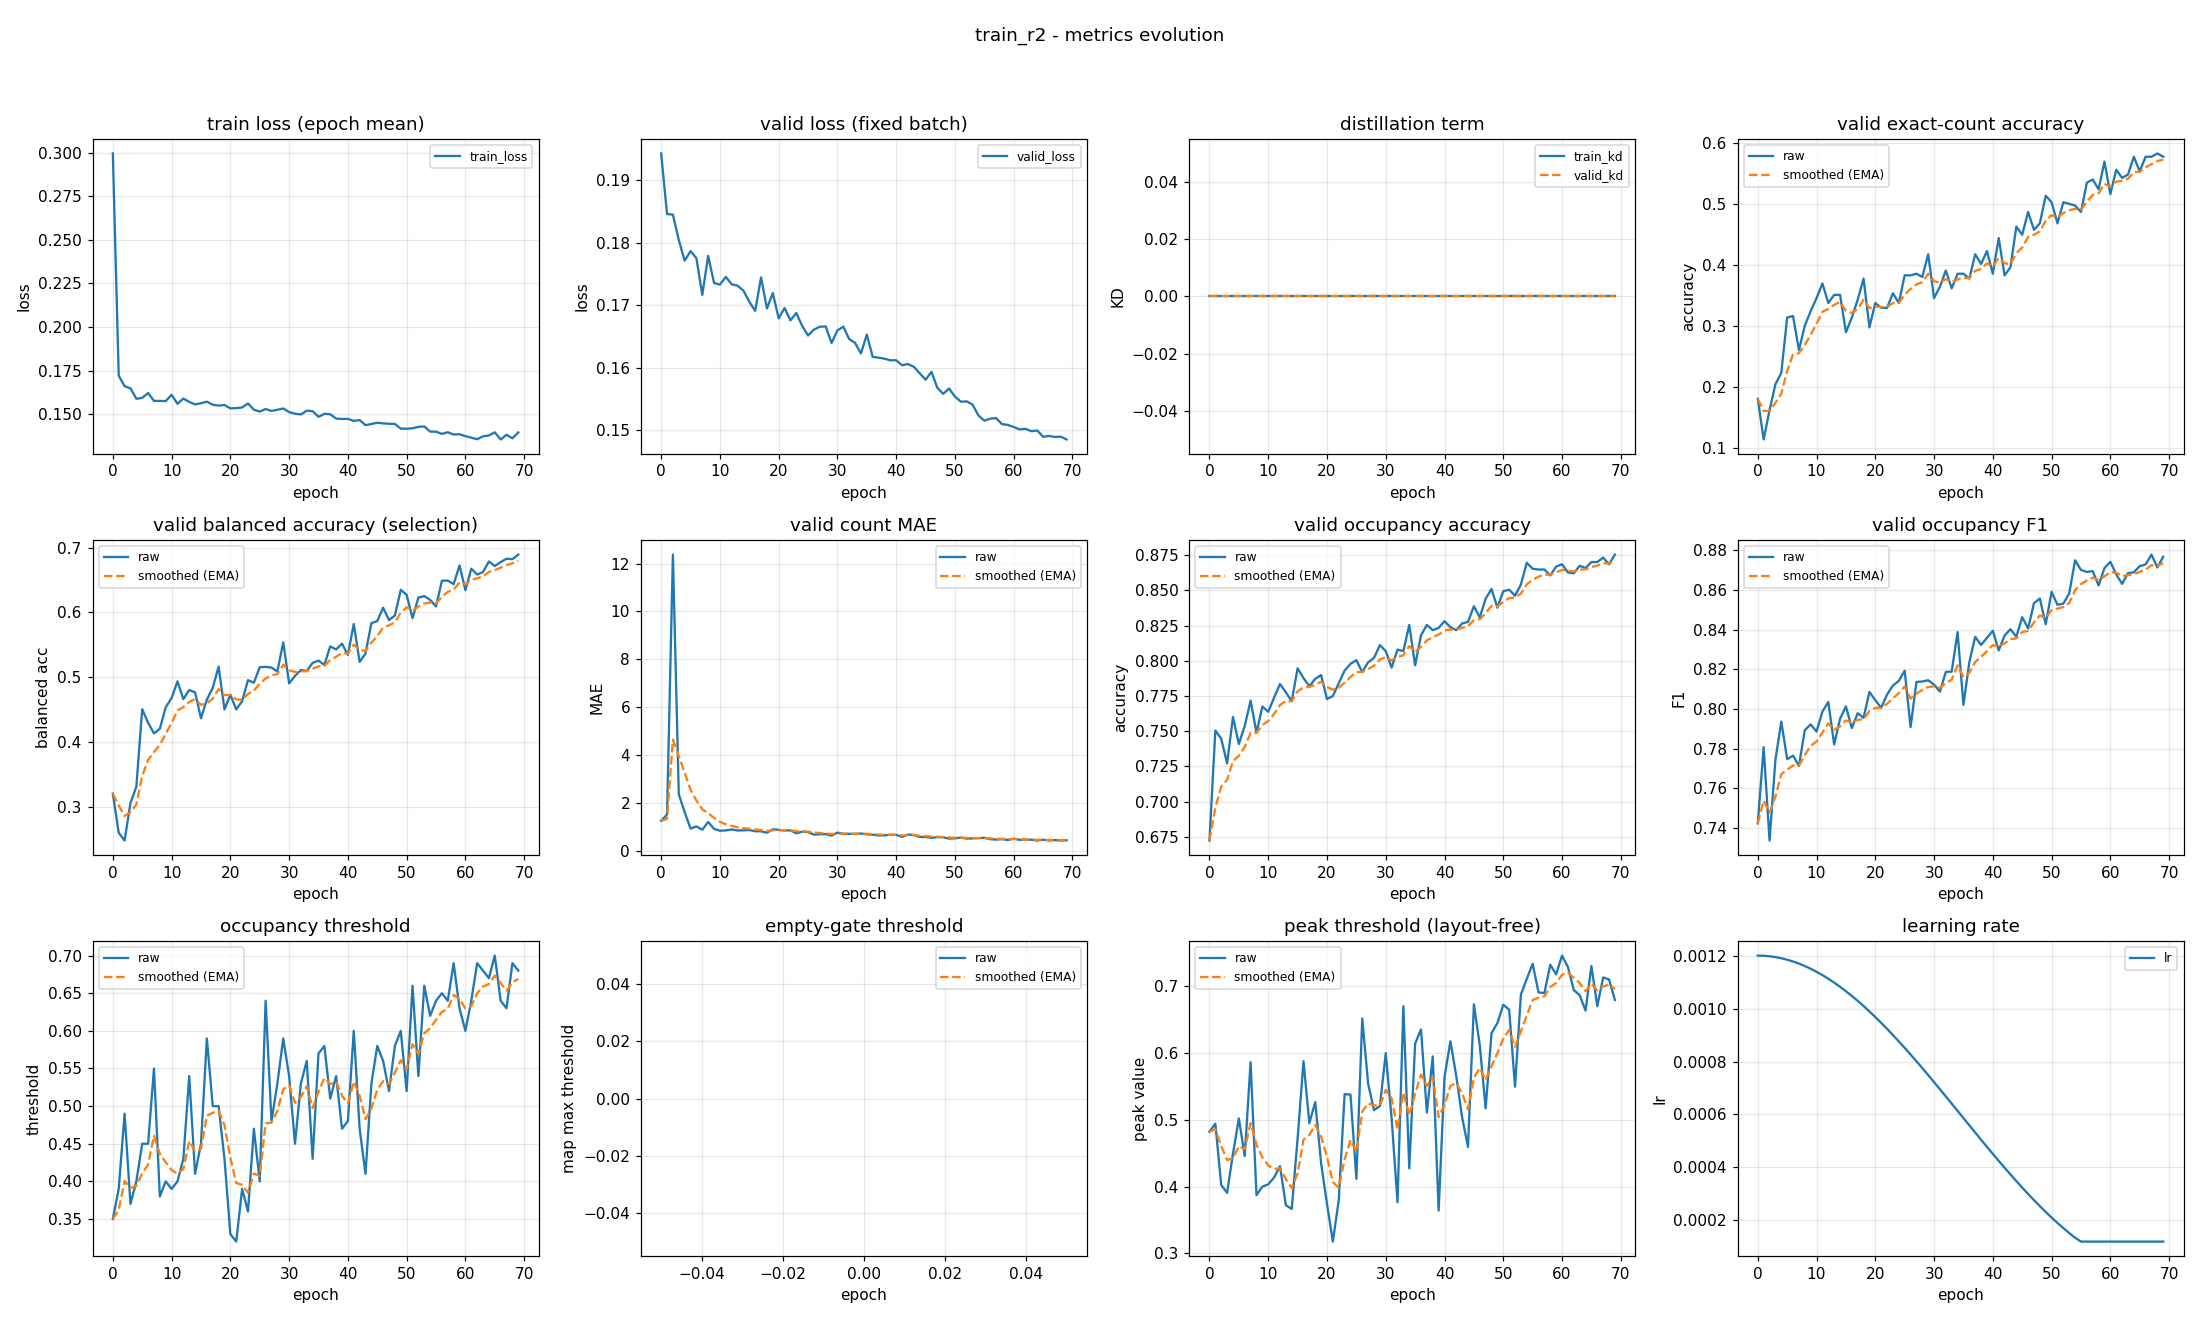 train_r2 - metrics evolution
train loss (epoch mean)
loss
0.300
0.275
0.250
0.225
0.200
0.175
0.150
train_loss
0 10 20 30 40 50 60 70
epoch
valid loss (fixed batch)
loss
0.19
0.18
0.17
0.16
0.15
valid_loss
0 10 20 30 40 50 60 70
epoch
distillation term
KD
0.04
0.02
0.00
−0.02
−0.04
train_kd
valid_kd
0 10 20 30 40 50 60 70
epoch
valid exact-count accuracy
accuracy
0.6
0.5
0.4
0.3
0.2
0.1
raw
smoothed (EMA)
0 10 20 30 40 50 60 70
epoch
valid balanced accuracy (selection)
balanced acc
0.7
0.6
0.5
0.4
0.3
raw
smoothed (EMA)
0 10 20 30 40 50 60 70
epoch
valid count MAE
MAE
12
10
8
6
4
2
0
raw
smoothed (EMA)
0 10 20 30 40 50 60 70
epoch
valid occupancy accuracy
accuracy
0.875
0.850
0.825
0.800
0.775
0.750
0.725
0.700
0.675
raw
smoothed (EMA)
0 10 20 30 40 50 60 70
epoch
valid occupancy F1
F1
0.88
0.86
0.84
0.82
0.80
0.78
0.76
0.74
raw
smoothed (EMA)
0 10 20 30 40 50 60 70
epoch
occupancy threshold
threshold
0.70
0.65
0.60
0.55
0.50
0.45
0.40
0.35
raw
smoothed (EMA)
0 10 20 30 40 50 60 70
epoch
empty-gate threshold
map max threshold
0.04
0.02
0.00
−0.02
−0.04
raw
smoothed (EMA)
−0.04 −0.02 0.00 0.02 0.04
epoch
peak threshold (layout-free)
peak value
0.7
0.6
0.5
0.4
0.3
raw
smoothed (EMA)
0 10 20 30 40 50 60 70
epoch
learning rate
lr
0.0012
0.0010
0.0008
0.0006
0.0004
0.0002
lr
0 10 20 30 40 50 60 70
epoch